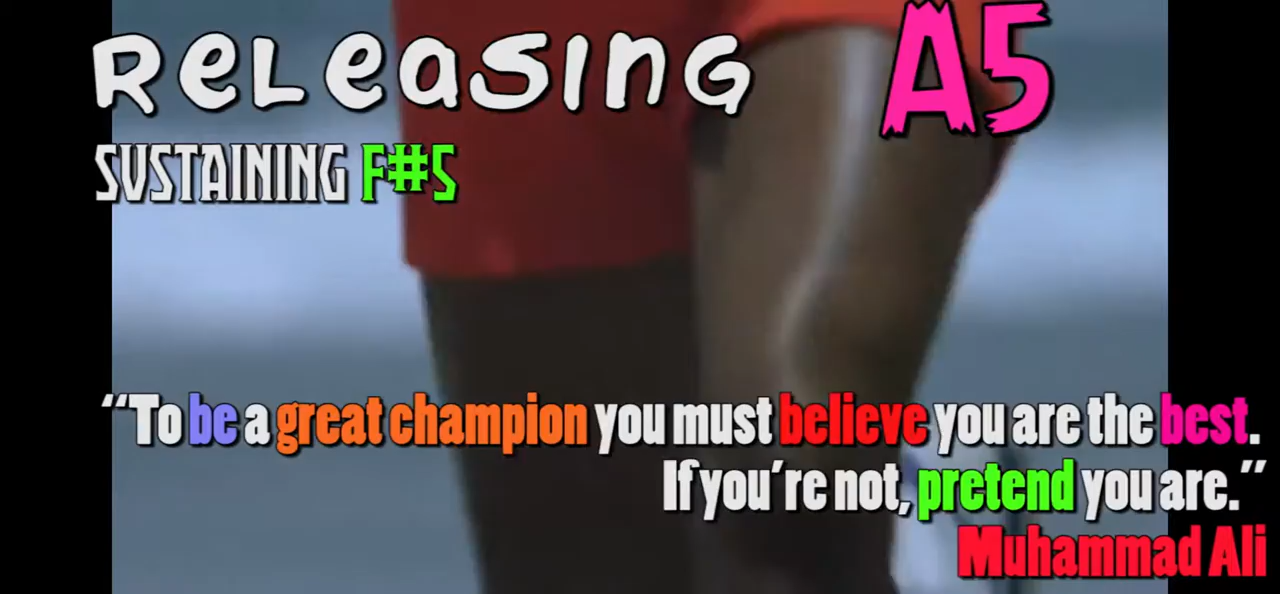 Releasing A5
SUSTAINING F#5
“To be a great champion you must believe you are the best.
If you're not, pretend you are.”
Muhammad Ali